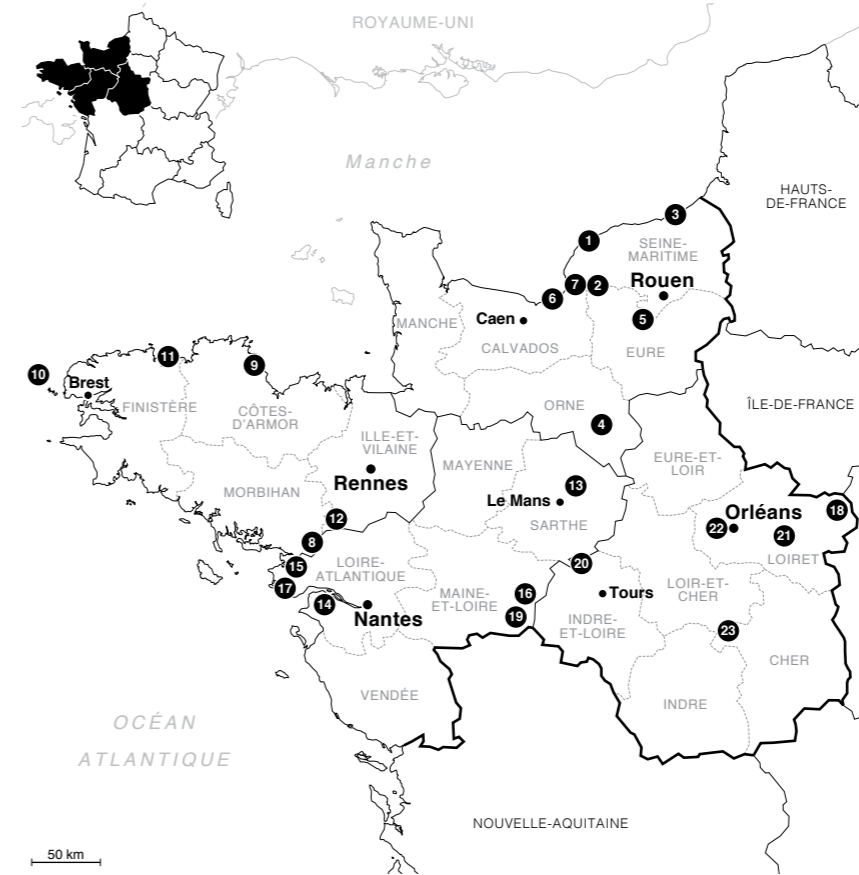 ROYAUME-UNI
Manche
HAUTS-
DE-FRANCE
3
1
SEINE-
MARITIME
7
2
Rouen
6
5
MANCHE
Caen
CALVADOS
EURE
11
9
10
Brest
FINISTÈRE
CÔTES-
D'ARMOR
ORNE
4
ÎLE-DE-FRANCE
ILLE-ET-
VILAINE
Rennes
MAYENNE
EURE-ET-
LOIR
MORBIHAN
13
Le Mans
SARTHE
12
8
Orléans
18
22
21
LOIRET
15
LOIRE-
ATLANTIQUE
20
17
14
Nantes
MAINE-
ET-LOIRE
16
19
Tours
INDRE-
ET-LOIRE
LOIR-ET-
CHER
23
CHER
VENDÉE
INDRE
OCÉAN
ATLANTIQUE
NOUVELLE-AQUITAINE
50 km